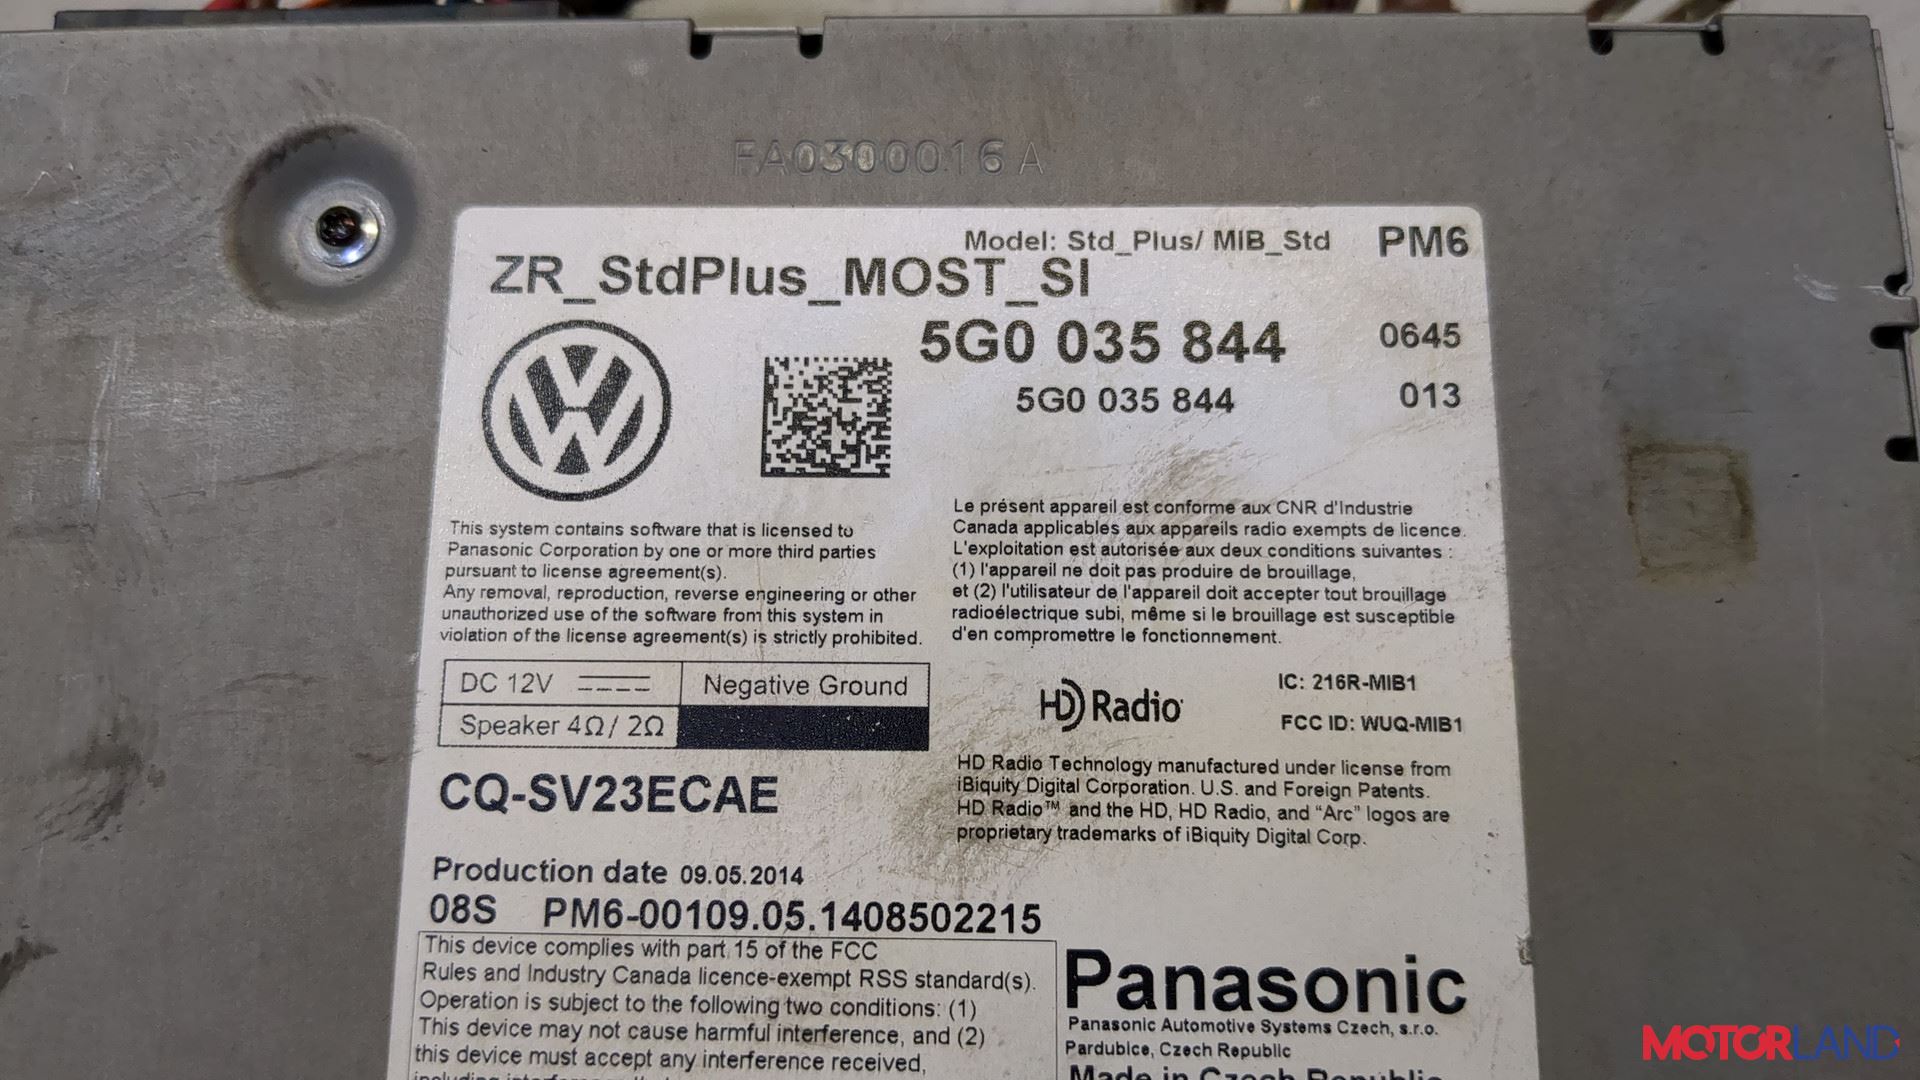 FA0300016 A
Model: Std_Plus/ MIB_Std PM6
ZR_StdPlus_MOST_SI
5G0 035 844 0645
5G0 035 844 013
This system contains software that is licensed to
Panasonic Corporation by one or more third parties
pursuant to license agreement(s).
Any removal, reproduction, reverse engineering or other
unauthorized use of the software from this system in
violation of the license agreement(s) is strictly prohibited.
Le présent appareil est conforme aux CNR d'Industrie
Canada applicables aux appareils radio exempts de licence.
L'exploitation est autorisée aux deux conditions suivantes :
(1) l'appareil ne doit pas produire de brouillage,
et (2) l'utilisateur de l'appareil doit accepter tout brouillage
radioélectrique subi, même si le brouillage est susceptible
d'en compromettre le fonctionnement.
DC 12V Negative Ground
Speaker 4Ω/ 2Ω
HD Radio
IC: 216R-MIB1
FCC ID: WUQ-MIB1
HD Radio Technology manufactured under license from
iBiquity Digital Corporation. U.S. and Foreign Patents.
HD Radio™ and the HD, HD Radio, and “Arc” logos are
proprietary trademarks of iBiquity Digital Corp.
CQ-SV23ECAE
Production date 09.05.2014
08S PM6-00109.05.1408502215
This device complies with part 15 of the FCC
Rules and Industry Canada licence-exempt RSS standard(s).
Operation is subject to the following two conditions: (1)
This device may not cause harmful interference, and (2)
this device must accept any interference received,
Panasonic
Panasonic Automotive Systems Czech, s.r.o.
Pardubice, Czech Republic
Made in Czech Republic
MOTORLAND